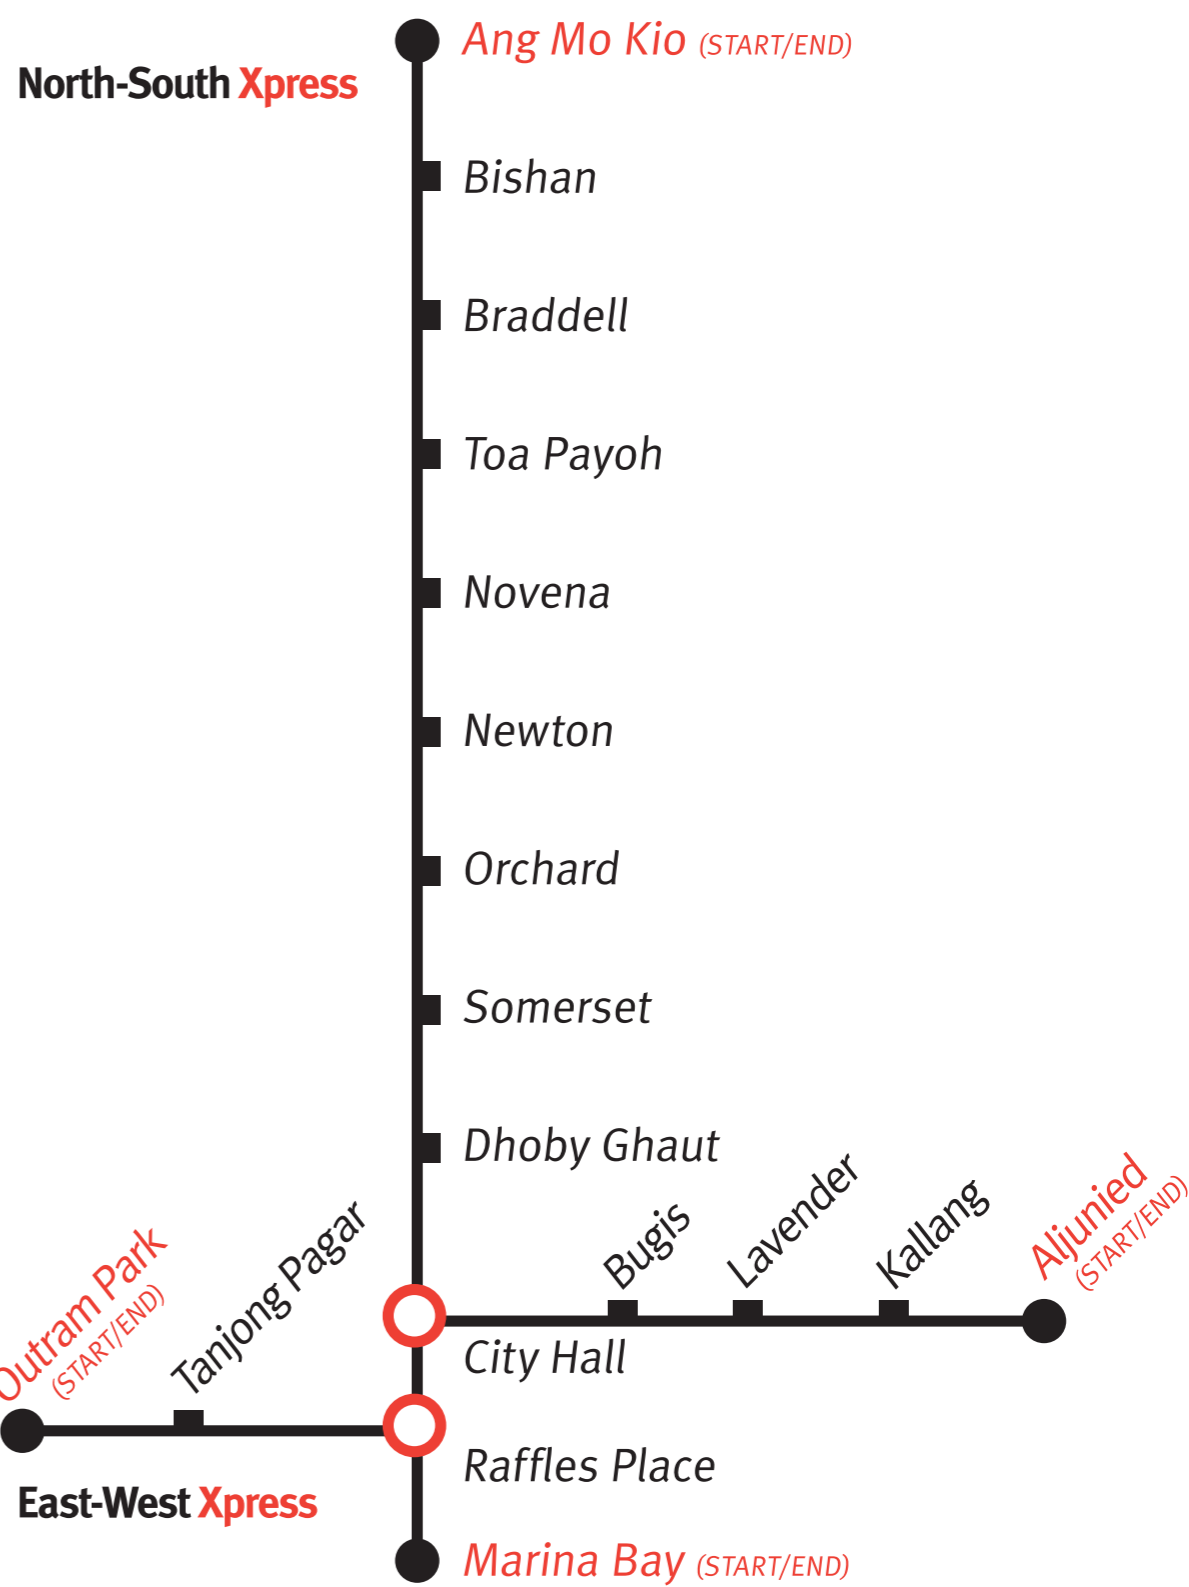 Ang Mo Kio (START/END)
North-South Xpress
Bishan
Braddell
Toa Payoh
Novena
Newton
Orchard
Somerset
Dhoby Ghaut
Outram Park
(START/END)
Tanjong Pagar
Bugis
Lavender
Kallang
Aljunied
(START/END)
City Hall
Raffles Place
East-West Xpress
Marina Bay (START/END)